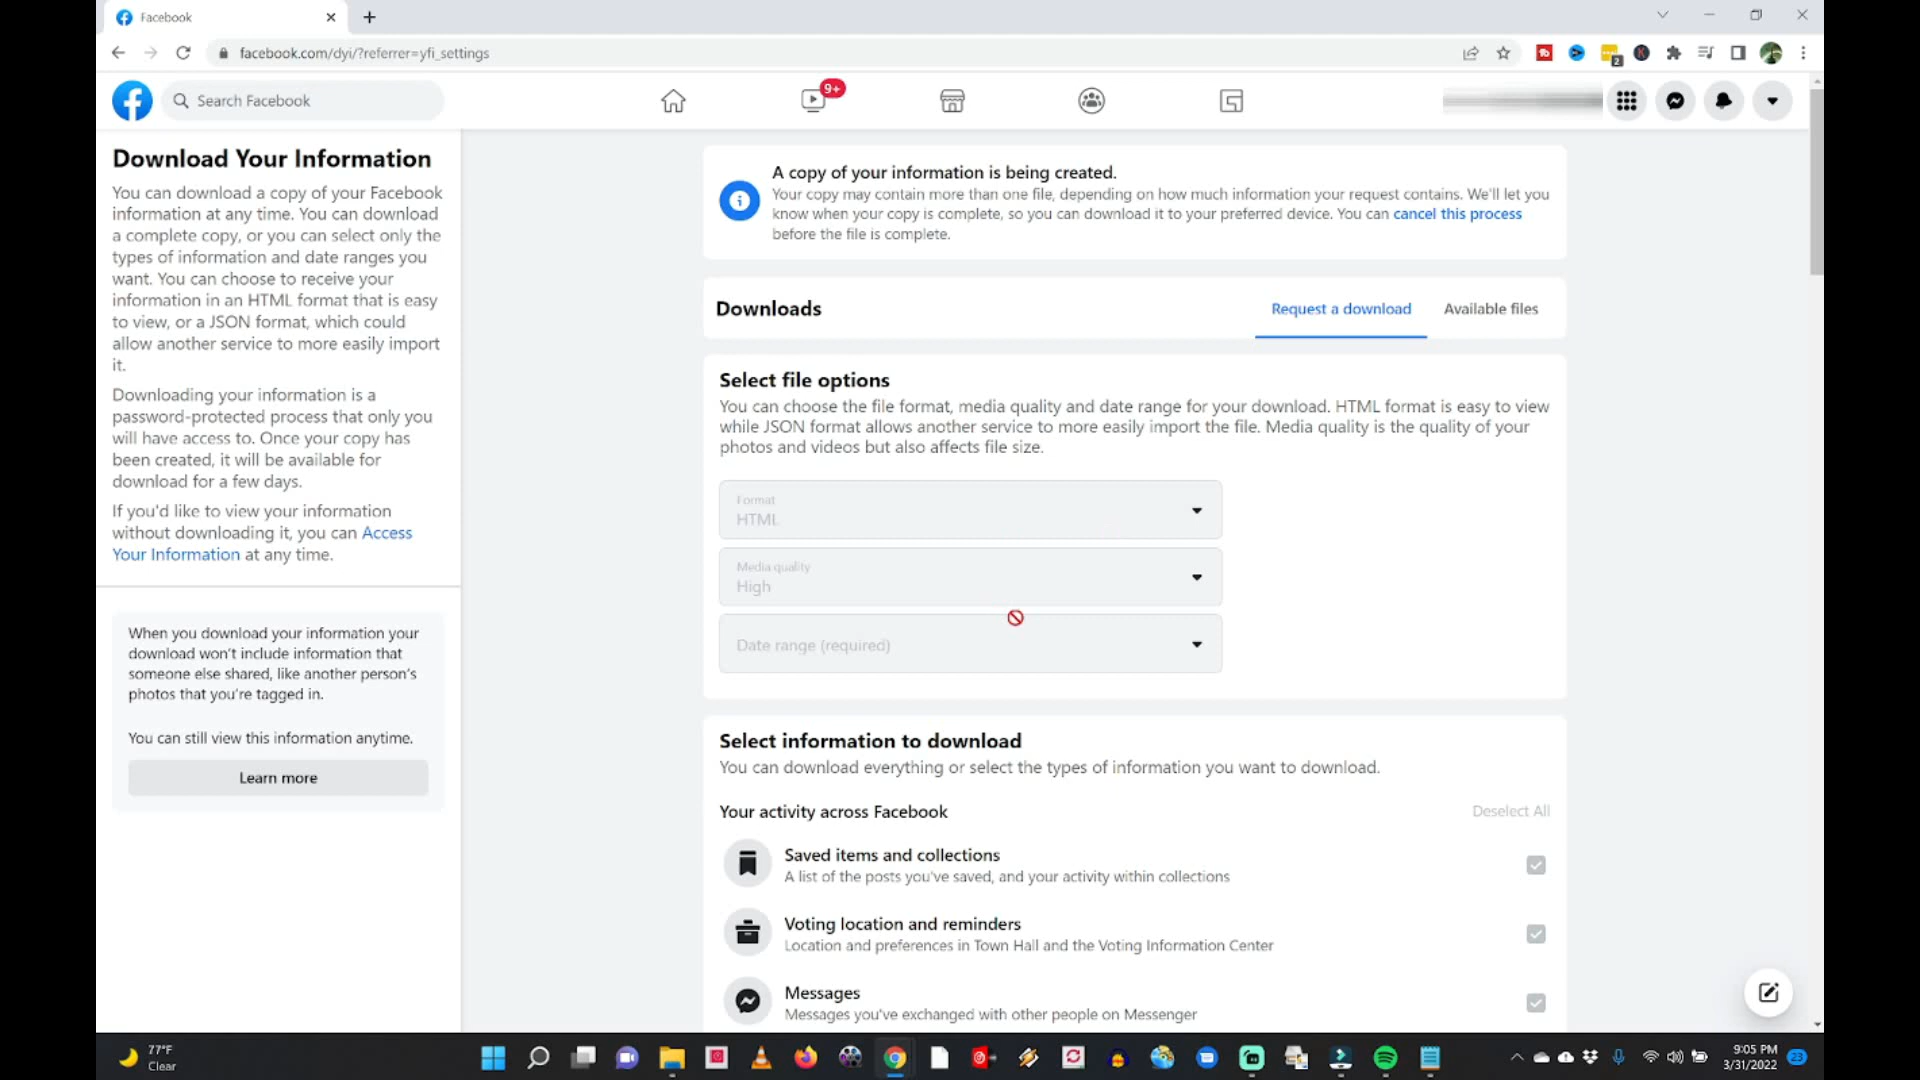 Facebook
facebook.com/dyi/?referrer=yfi_settings
2
Search Facebook
9+
Download Your Information
You can download a copy of your Facebook
information at any time. You can download
a complete copy, or you can select only the
types of information and date ranges you
want. You can choose to receive your
information in an HTML format that is easy
to view, or a JSON format, which could
allow another service to more easily import
it.
Downloading your information is a
password-protected process that only you
will have access to. Once your copy has
been created, it will be available for
download for a few days.
If you'd like to view your information
without downloading it, you can Access
Your Information at any time.
When you download your information your
download won't include information that
someone else shared, like another person's
photos that you're tagged in.
You can still view this information anytime.
Learn more
A copy of your information is being created.
Your copy may contain more than one file, depending on how much information your request contains. We'll let you
know when your copy is complete, so you can download it to your preferred device. You can cancel this process
before the file is complete.
Downloads
Request a download
Available files
Select file options
You can choose the file format, media quality and date range for your download. HTML format is easy to view
while JSON format allows another service to more easily import the file. Media quality is the quality of your
photos and videos but also affects file size.
Format
HTML
Media quality
High
Date range (required)
Select information to download
You can download everything or select the types of information you want to download.
Your activity across Facebook
Deselect All
Saved items and collections
A list of the posts you've saved, and your activity within collections
Voting location and reminders
Location and preferences in Town Hall and the Voting Information Center
Messages
Messages you've exchanged with other people on Messenger
77°F
Clear
9:05 PM
3/31/2022
23